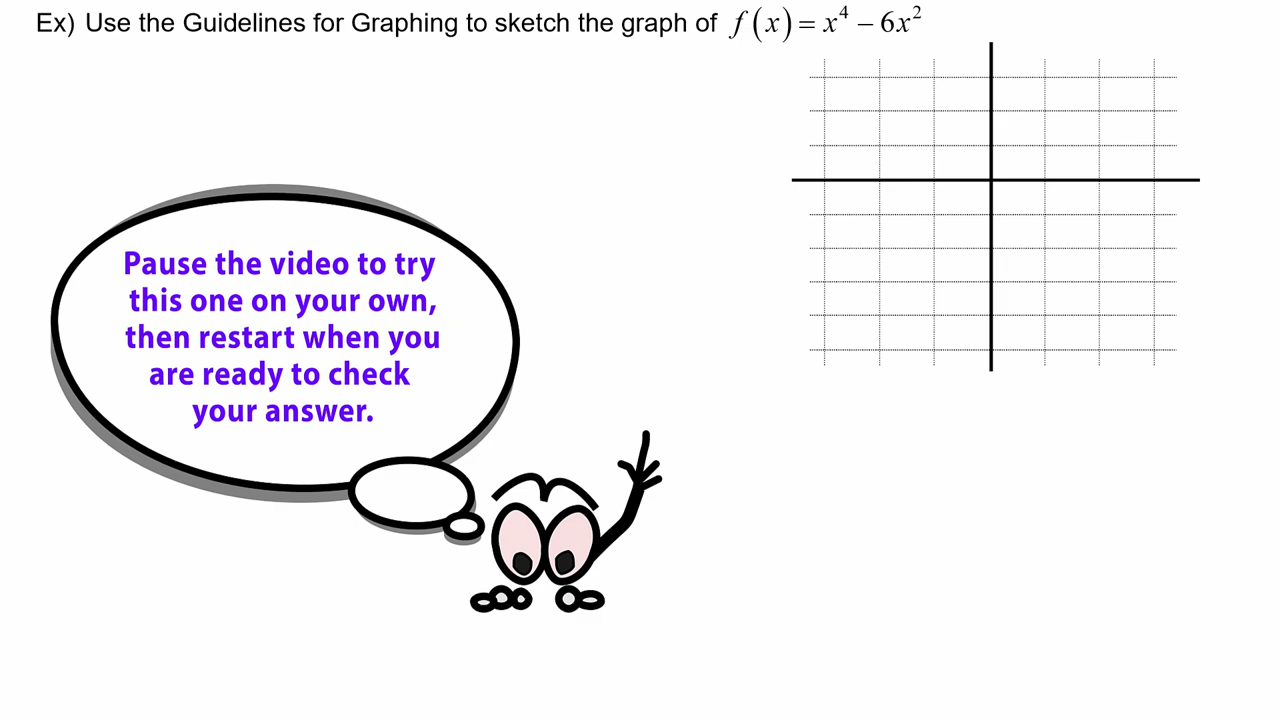 Ex) Use the Guidelines for Graphing to sketch the graph of f(x) = x⁴ − 6x²
Pause the video to try
this one on your own,
then restart when you
are ready to check
your answer.